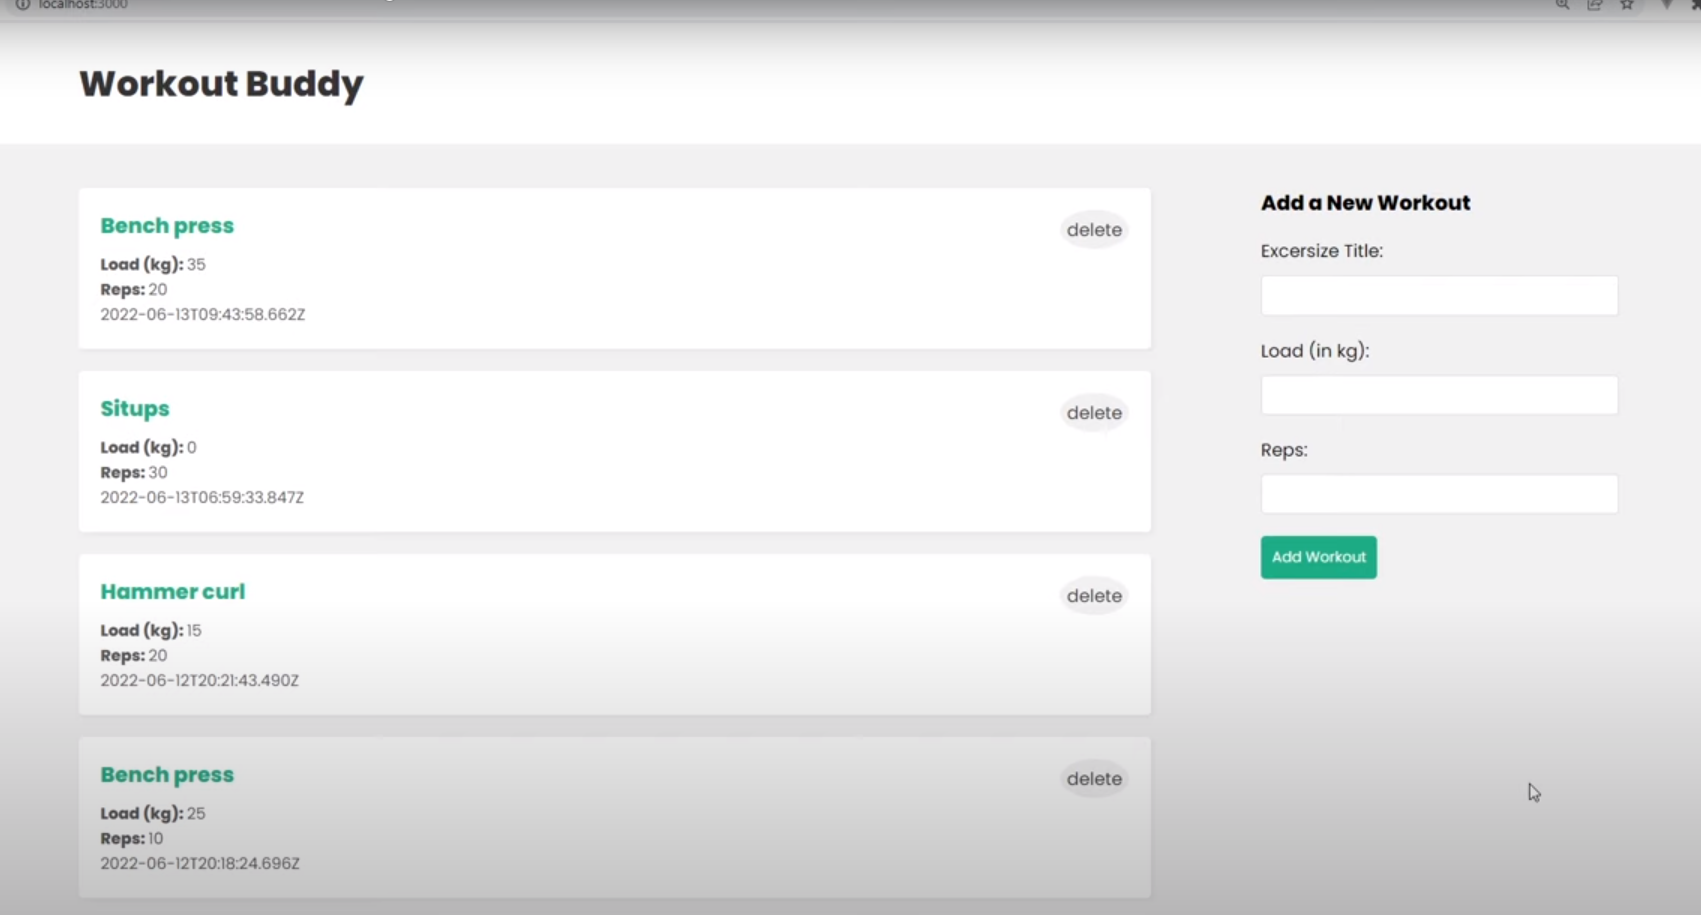 localhost:3000
Workout Buddy
Bench press
delete
Load (kg): 35
Reps: 20
2022-06-13T09:43:58.662Z
Situps
delete
Load (kg): 0
Reps: 30
2022-06-13T06:59:33.847Z
Hammer curl
delete
Load (kg): 15
Reps: 20
2022-06-12T20:21:43.490Z
Bench press
delete
Load (kg): 25
Reps: 10
2022-06-12T20:18:24.696Z
Add a New Workout
Excersize Title:
Load (in kg):
Reps:
Add Workout